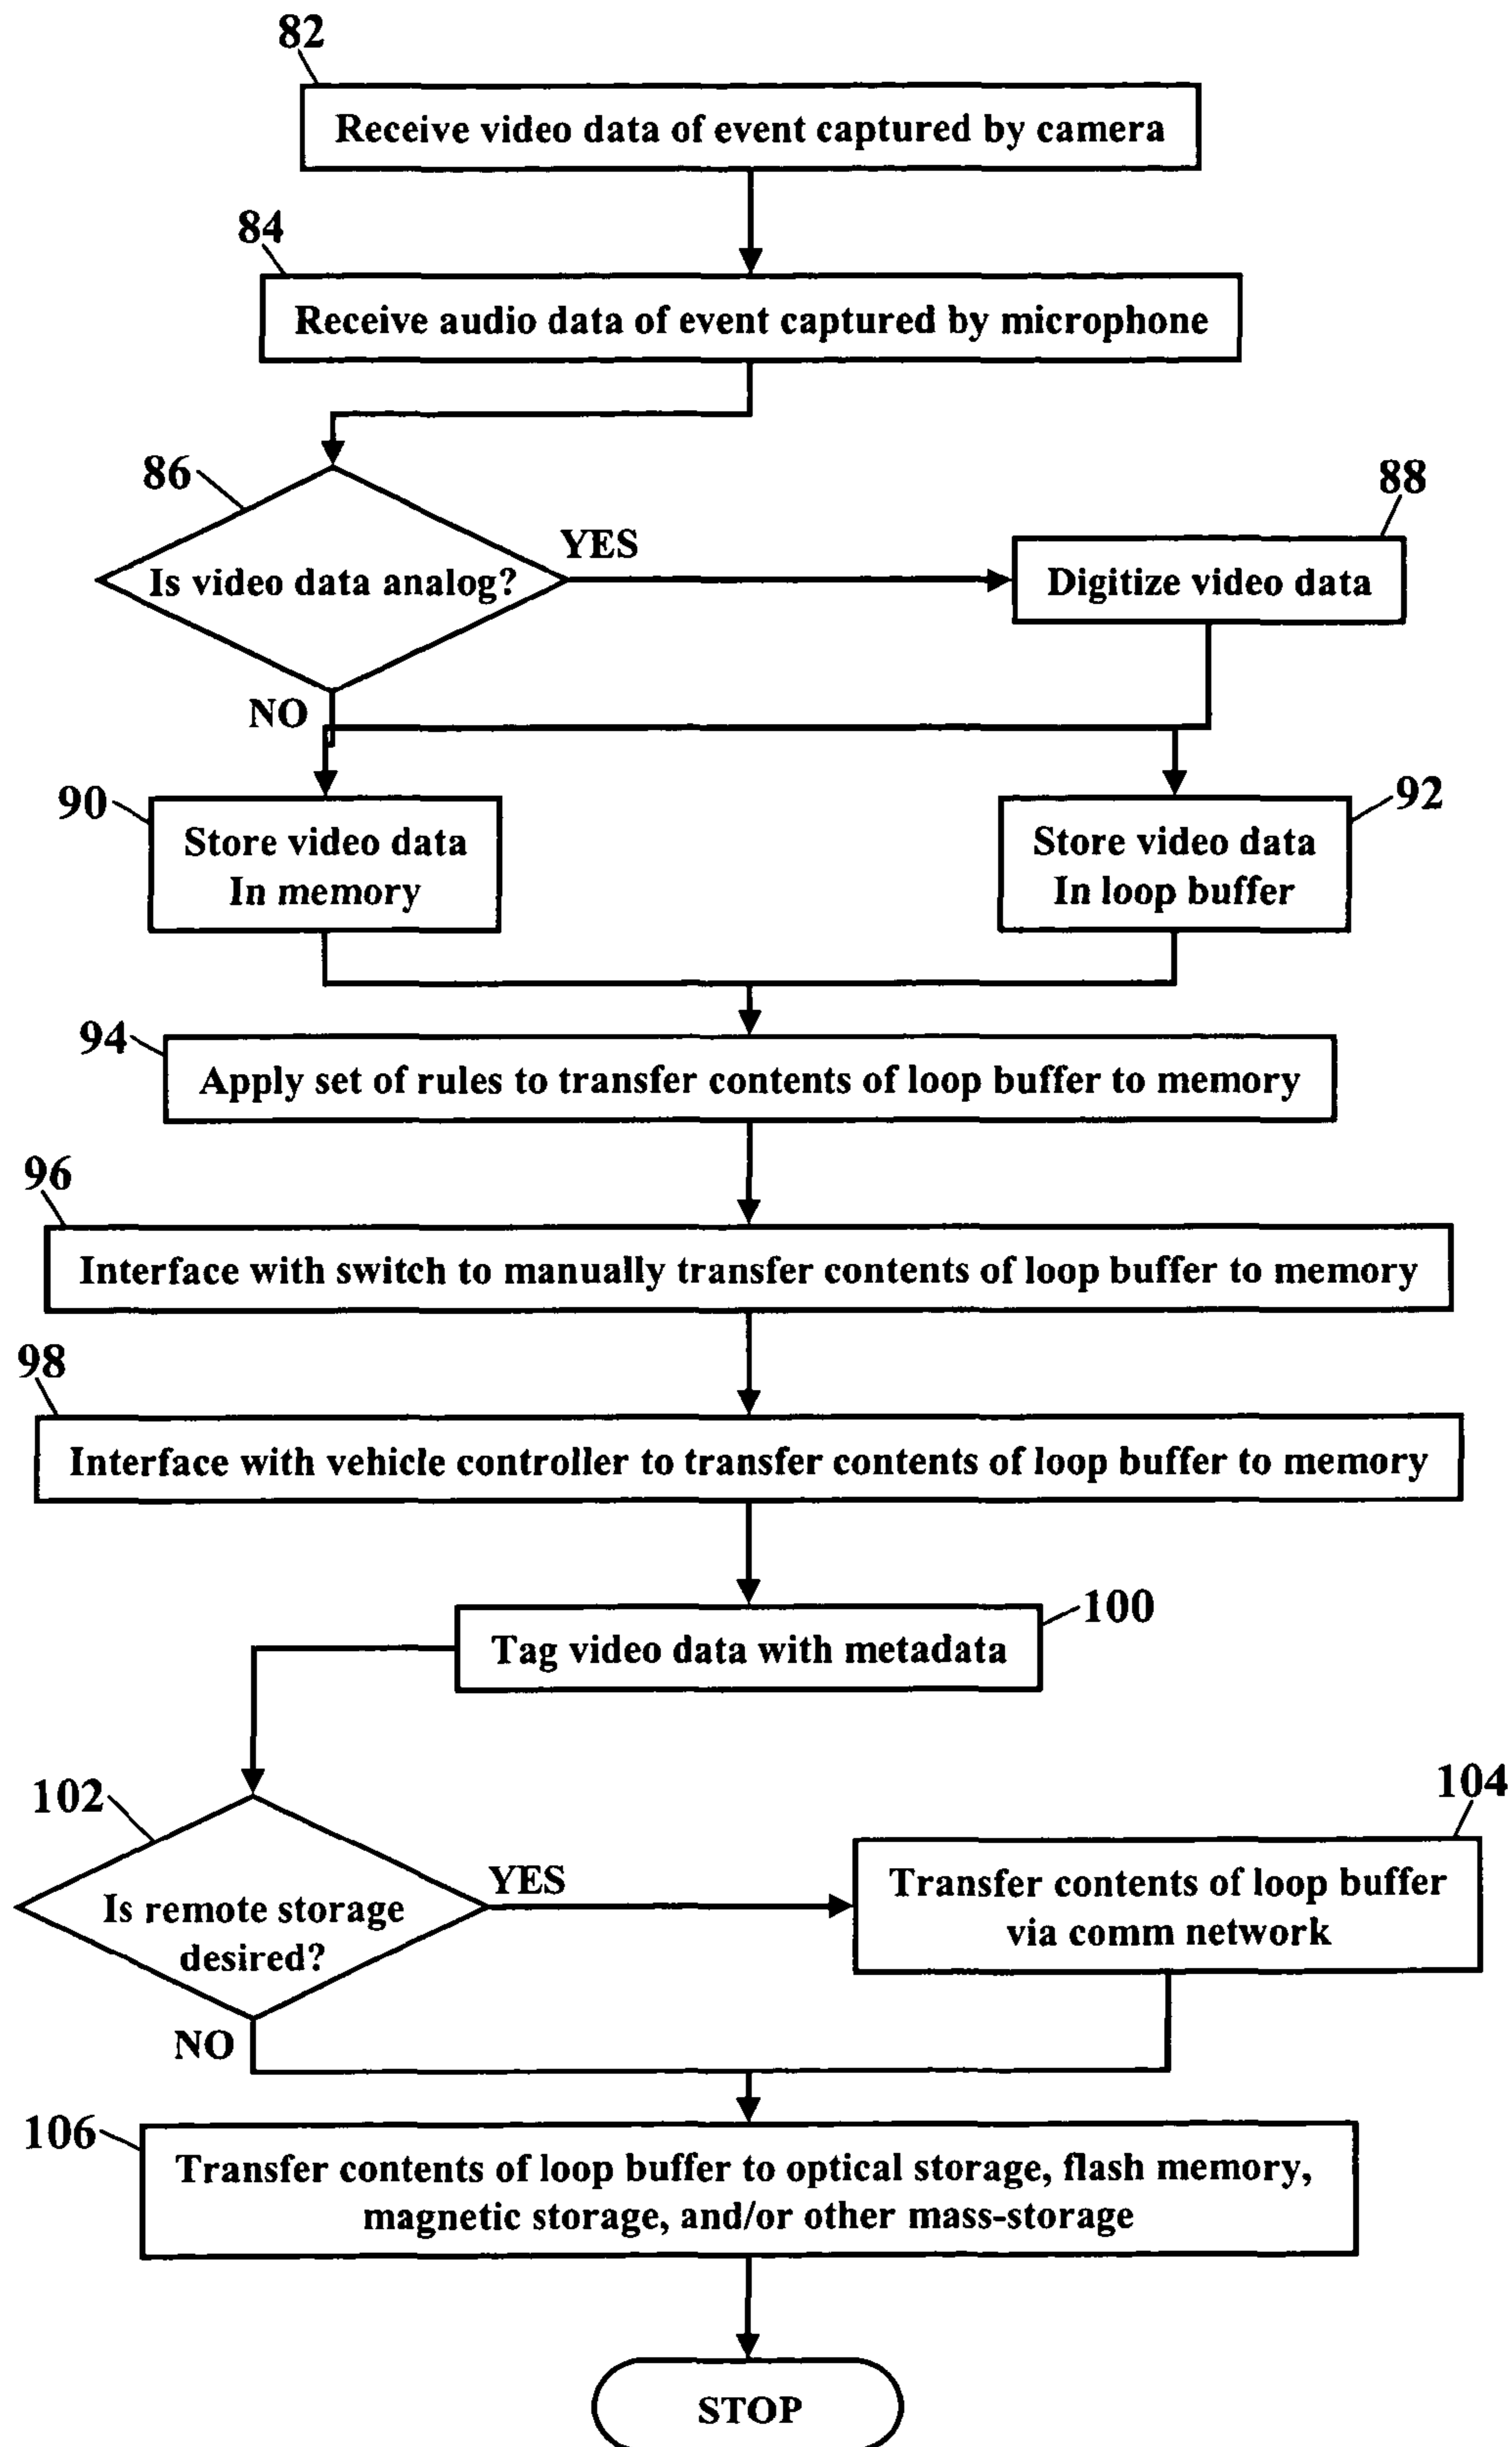 82
Receive video data of event captured by camera
84
Receive audio data of event captured by microphone
86
Is video data analog?
YES
88
Digitize video data
NO
90
Store video data
In memory
92
Store video data
In loop buffer
94
Apply set of rules to transfer contents of loop buffer to memory
96
Interface with switch to manually transfer contents of loop buffer to memory
98
Interface with vehicle controller to transfer contents of loop buffer to memory
100
Tag video data with metadata
102
Is remote storage
desired?
YES
104
Transfer contents of loop buffer
via comm network
NO
106
Transfer contents of loop buffer to optical storage, flash memory,
magnetic storage, and/or other mass-storage
STOP